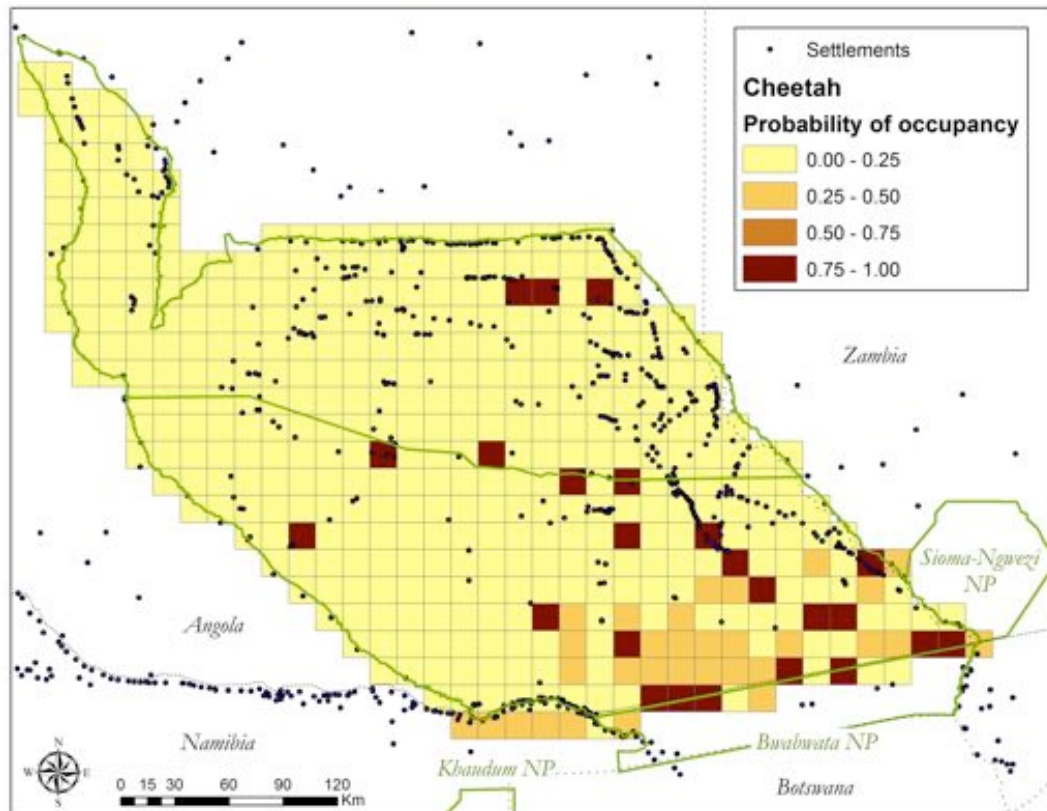 Settlements
Cheetah
Probability of occupancy
0.00 - 0.25
0.25 - 0.50
0.50 - 0.75
0.75 - 1.00
Zambia
Sioma-Ngwezi
NP
Angola
Namibia
Khaudum NP
Bwabwata NP
Botswana
N
W E
S
0 15 30 60 90 120
Km